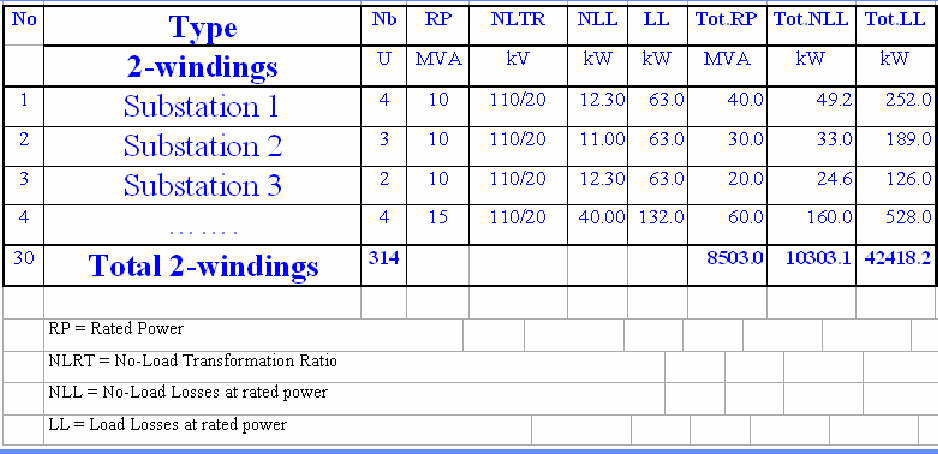 No Type Nb RP NLTR NLL LL Tot.RP Tot.NLL Tot.LL
2-windings U MVA kV kW kW MVA kW kW
1 Substation 1 4 10 110/20 12.30 63.0 40.0 49.2 252.0
2 Substation 2 3 10 110/20 11.00 63.0 30.0 33.0 189.0
3 Substation 3 2 10 110/20 12.30 63.0 20.0 24.6 126.0
4 ....... 4 15 110/20 40.00 132.0 60.0 160.0 528.0
30 Total 2-windings 314 8503.0 10303.1 42418.2
RP = Rated Power
NLRT = No-Load Transformation Ratio
NLL = No-Load Losses at rated power
LL = Load Losses at rated power